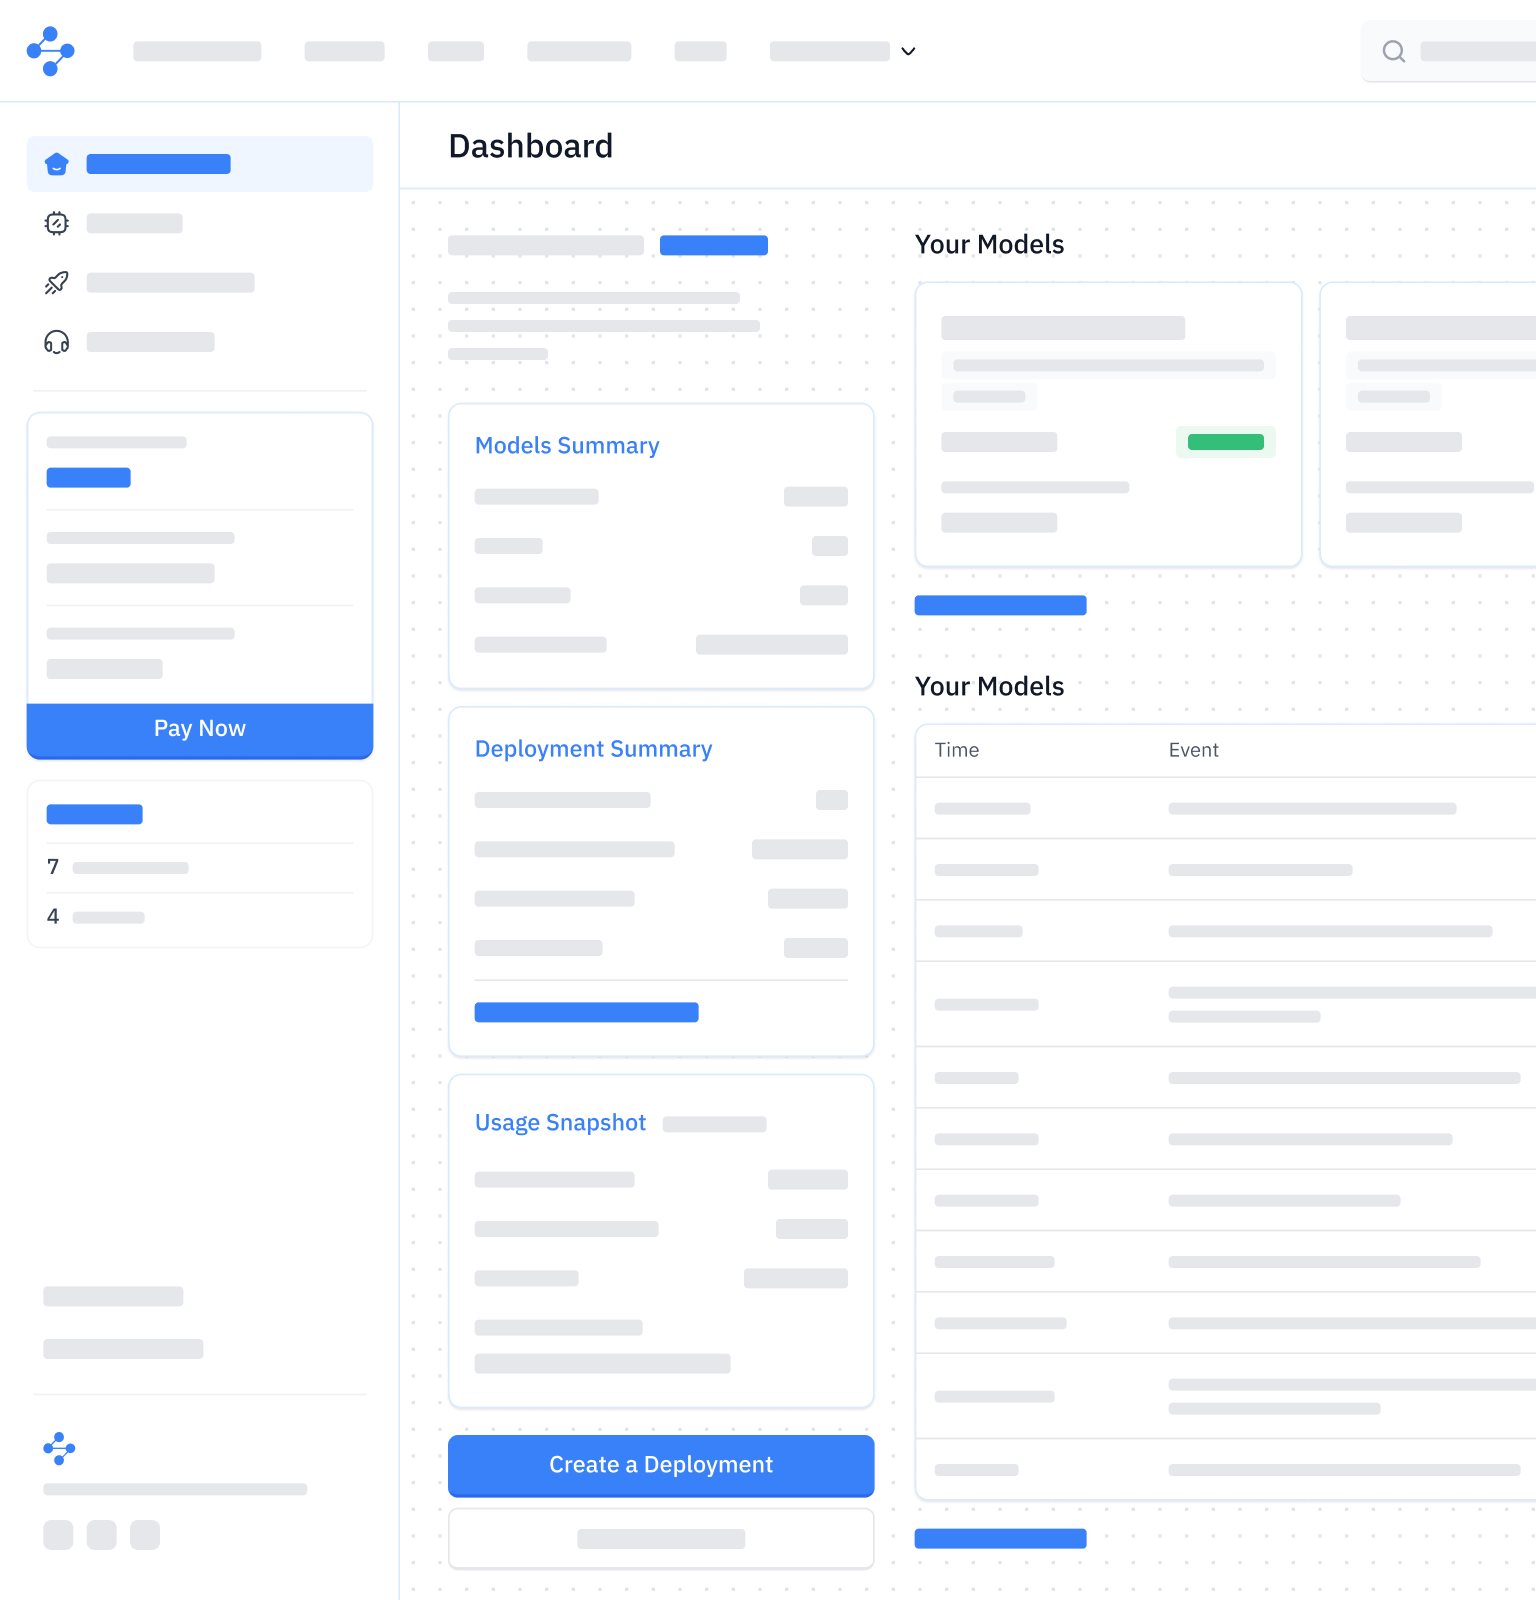 Dashboard
Your Models
Models Summary
Pay Now
7
4
Deployment Summary
Usage Snapshot
Create a Deployment
Your Models
Time Event